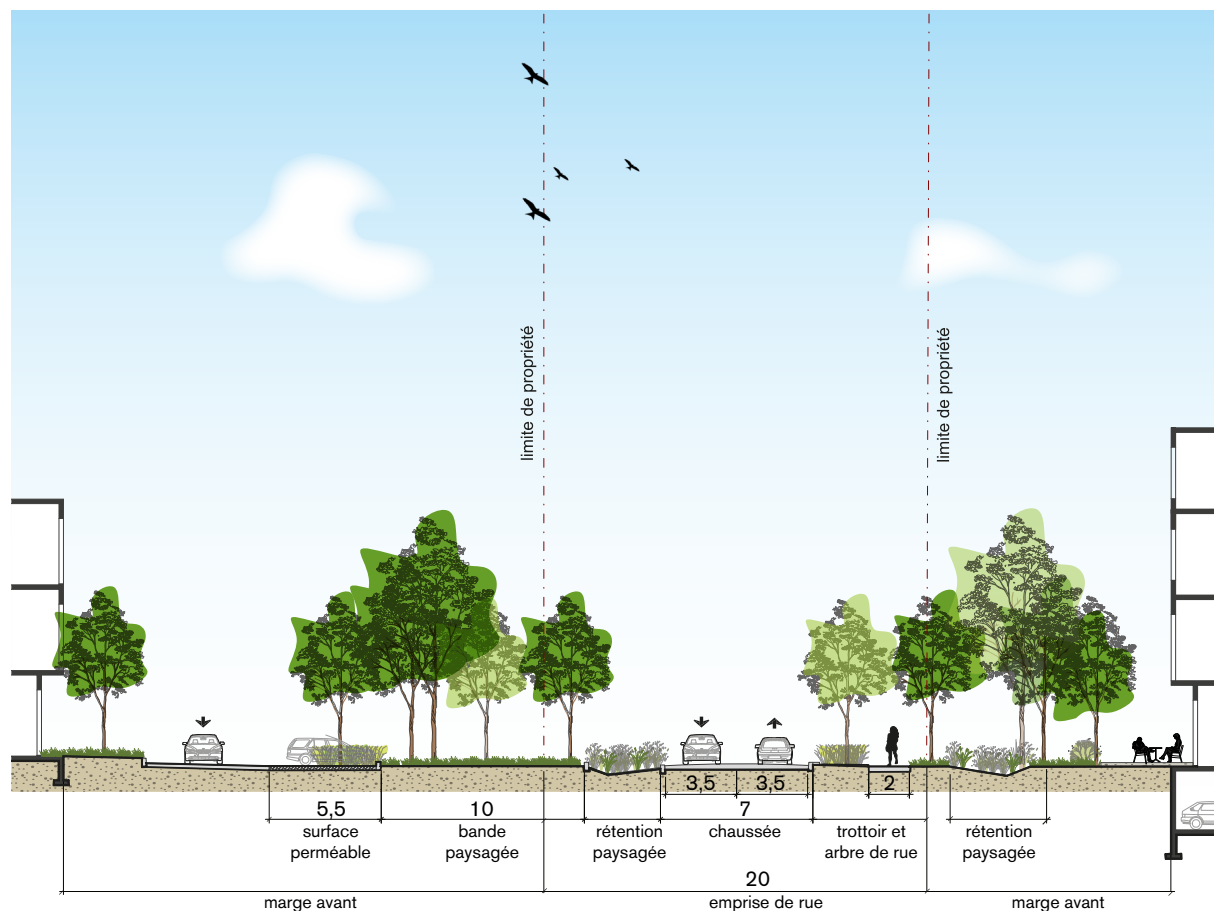 limite de propriété
limite de propriété
3,5
3,5
2
5,5
10
7
surface
perméable
bande
paysagée
rétention
paysagée
chaussée
trottoir et
arbre de rue
rétention
paysagée
20
marge avant
emprise de rue
marge avant